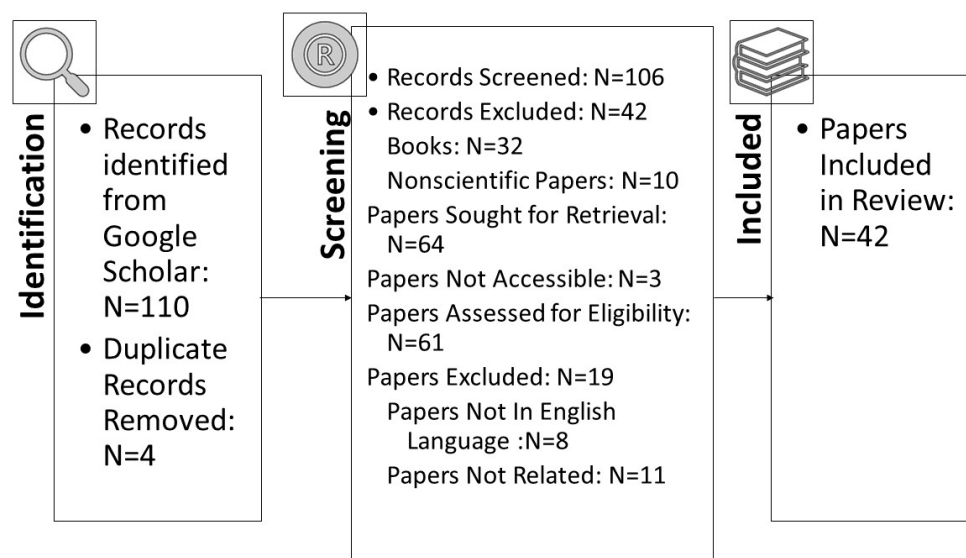 Identification
• Records
identified
from
Google
Scholar:
N=110
• Duplicate
Records
Removed:
N=4
R
Screening
• Records Screened: N=106
• Records Excluded: N=42
Books: N=32
Nonscientific Papers: N=10
Papers Sought for Retrieval:
N=64
Papers Not Accessible: N=3
Papers Assessed for Eligibility:
N=61
Papers Excluded: N=19
Papers Not In English
Language :N=8
Papers Not Related: N=11
Included
• Papers
Included
in Review:
N=42